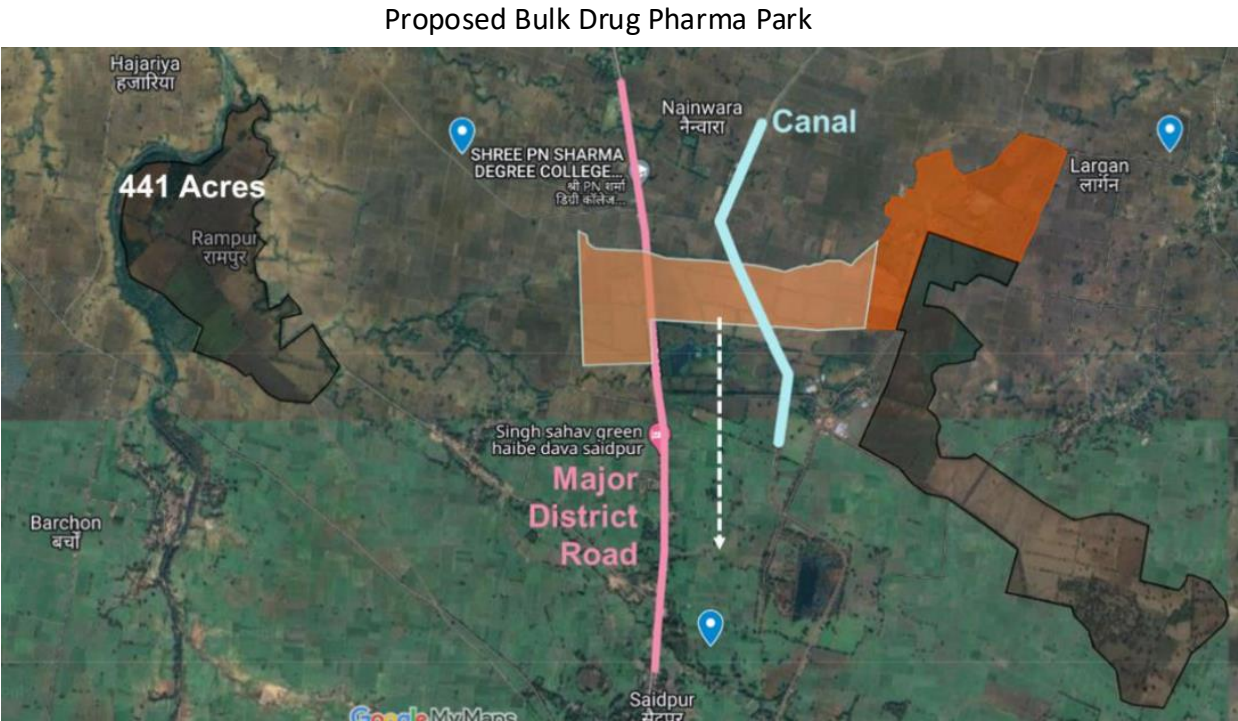 Proposed Bulk Drug Pharma Park
Hajariya
हजारिया
Nainwara
नैन्वारा
Canal
SHREE PN SHARMA
DEGREE COLLEGE...
श्री PN शर्मा
डिग्री कॉलेज...
Largan
लार्गन
441 Acres
Rampur
रामपुर
Singh sahav green
haibe dava saidpur
Major
District
Road
Barchon
बर्चों
Saidpur
सैदपुर
Google My Maps